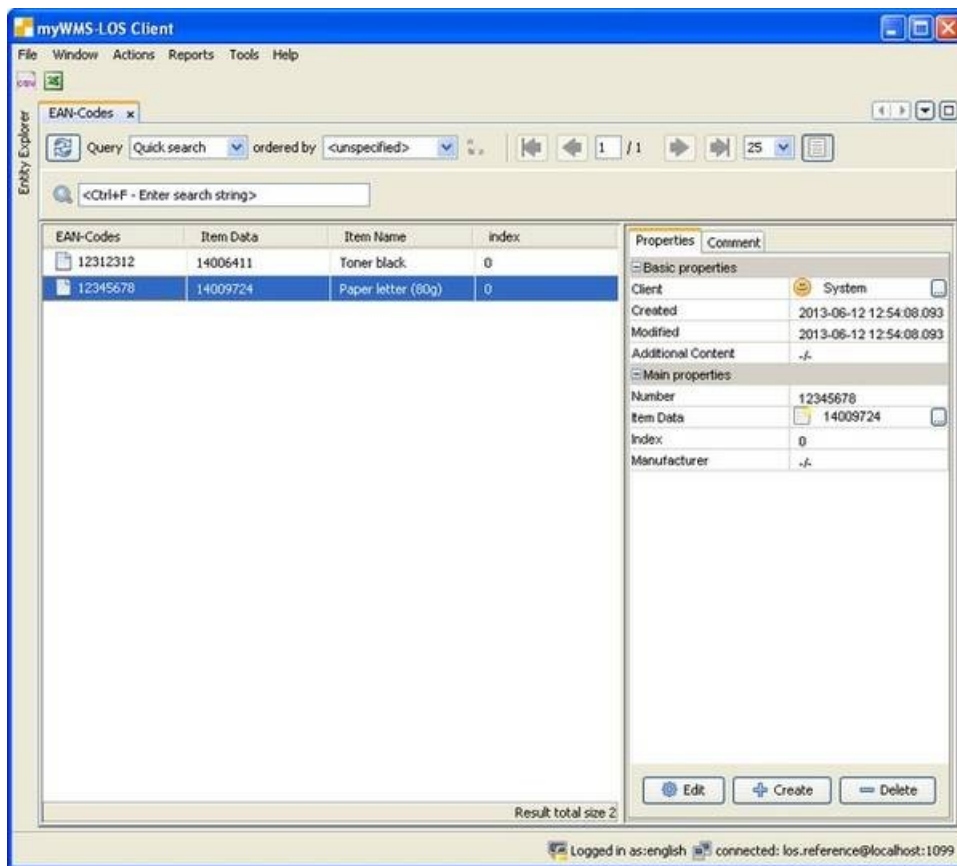 myWMS-LOS Client
File Window Actions Reports Tools Help
csv
Entity Explorer
EAN-Codes x
Query Quick search ordered by <unspecified> 1 / 1 25
<Ctrl+F - Enter search string>
EAN-Codes Item Data Item Name index
12312312 14006411 Toner black 0
12345678 14009724 Paper letter (80g) 0
Result total size 2
Properties Comment
Basic properties
Client System ...
Created 2013-06-12 12:54:08.093
Modified 2013-06-12 12:54:08.093
Additional Content -/-
Main properties
Number 12345678
Item Data 14009724 ...
Index 0
Manufacturer -/-
Edit Create Delete
Logged in as:english connected: los.reference@localhost:1099